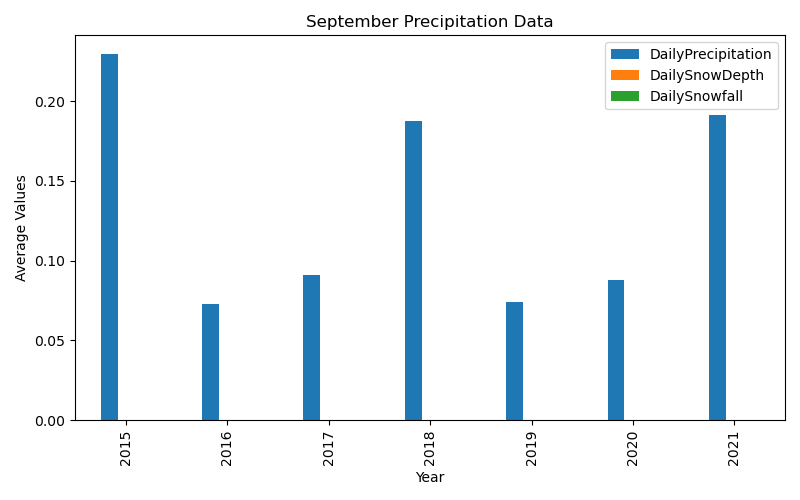 September Precipitation Data
DailyPrecipitation
DailySnowDepth
DailySnowfall
Average Values
0.20
0.15
0.10
0.05
0.00
2015
2016
2017
2018
2019
2020
2021
Year